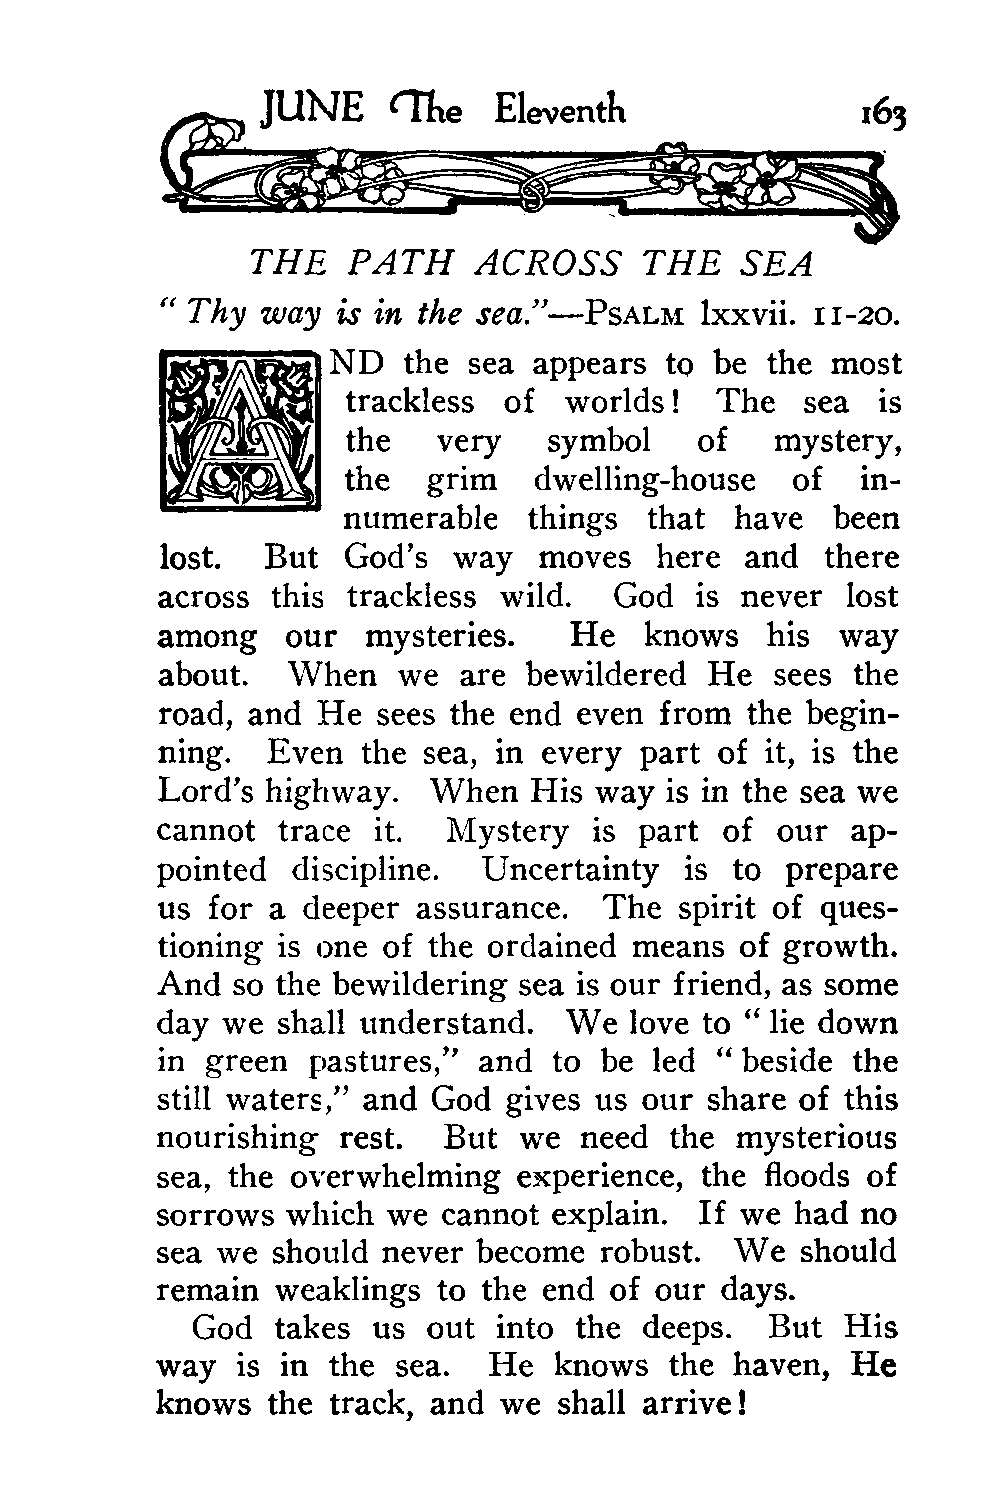 JUNE The Eleventh 163
THE PATH ACROSS THE SEA
“ Thy way is in the sea.”—PSALM lxxvii. 11-20.
AND the sea appears to be the most
trackless of worlds! The sea is
the very symbol of mystery,
the grim dwelling-house of in-
numerable things that have been
lost. But God’s way moves here and there
across this trackless wild. God is never lost
among our mysteries. He knows his way
about. When we are bewildered He sees the
road, and He sees the end even from the begin-
ning. Even the sea, in every part of it, is the
Lord’s highway. When His way is in the sea we
cannot trace it. Mystery is part of our ap-
pointed discipline. Uncertainty is to prepare
us for a deeper assurance. The spirit of ques-
tioning is one of the ordained means of growth.
And so the bewildering sea is our friend, as some
day we shall understand. We love to “ lie down
in green pastures,” and to be led “ beside the
still waters,” and God gives us our share of this
nourishing rest. But we need the mysterious
sea, the overwhelming experience, the floods of
sorrows which we cannot explain. If we had no
sea we should never become robust. We should
remain weaklings to the end of our days.
God takes us out into the deeps. But His
way is in the sea. He knows the haven, He
knows the track, and we shall arrive!